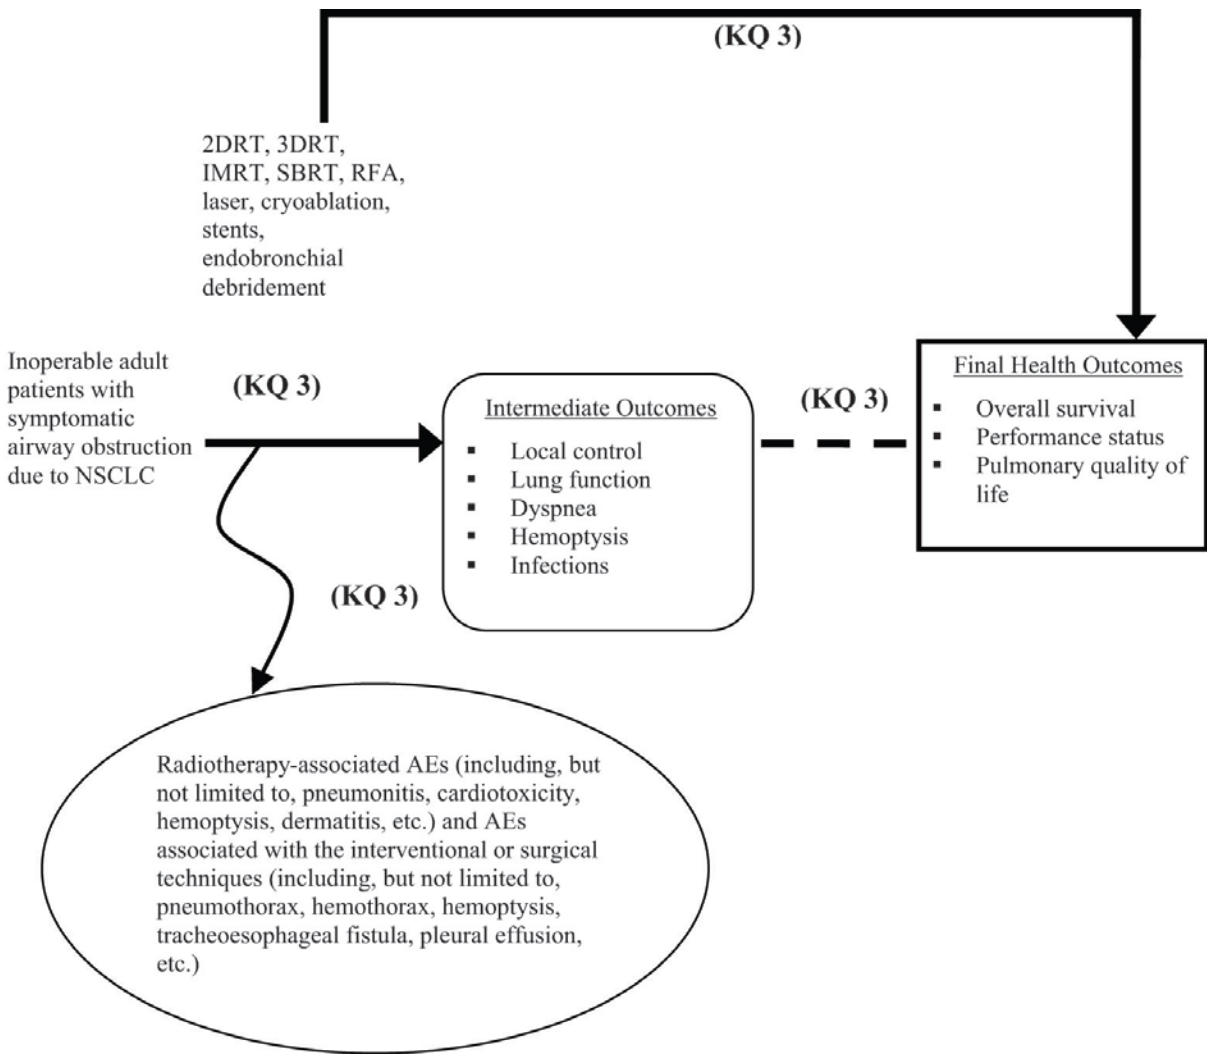 (KQ 3)
2DRT, 3DRT,
IMRT, SBRT, RFA,
laser, cryoablation,
stents,
endobronchial
debridement
Inoperable adult
patients with
symptomatic
airway obstruction
due to NSCLC
(KQ 3)
Intermediate Outcomes
▪ Local control
▪ Lung function
▪ Dyspnea
▪ Hemoptysis
▪ Infections
(KQ 3)
Final Health Outcomes
▪ Overall survival
▪ Performance status
▪ Pulmonary quality of
life
(KQ 3)
Radiotherapy-associated AEs (including, but
not limited to, pneumonitis, cardiotoxicity,
hemoptysis, dermatitis, etc.) and AEs
associated with the interventional or surgical
techniques (including, but not limited to,
pneumothorax, hemothorax, hemoptysis,
tracheoesophageal fistula, pleural effusion,
etc.)